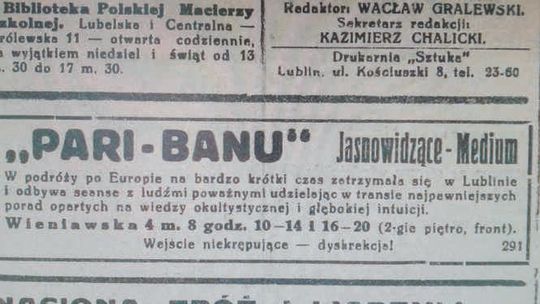 Biblioteka Polskiej Macierzy
zkolnej. Lubelska i Centralna —
rólewska 11 — otwarta codziennie,
wyjątkiem niedziel i świąt od 13
. 30 do 17 m. 30.
Redaktor: WACŁAW GRALEWSKI.
Sekretarz redakcji:
KAZIMIERZ CHALICKI.
Drukarnia „Sztuka"
Lublin, ul. Kościuszki 8, tel. 23-60
„PARI-BANU" Jasnowidzące-Medium
W podróży po Europie na bardzo krótki czas zatrzymała się w Lublinie
i odbywa seanse z ludźmi poważnymi udzielając w transie najpewniejszych
porad opartych na wiedzy okultystycznej i głębokiej intuicji.
Wieniawska 4 m. 8 godz. 10-14 i 16-20 (2-gie piętro, front).
Wejście niekrępujące — dyskrecja! 291